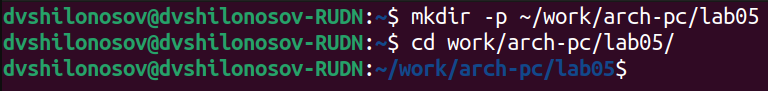 dvshilonosov@dvshilonosov-RUDN:~$ mkdir -p ~/work/arch-pc/lab05
dvshilonosov@dvshilonosov-RUDN:~$ cd work/arch-pc/lab05/
dvshilonosov@dvshilonosov-RUDN:~/work/arch-pc/lab05$